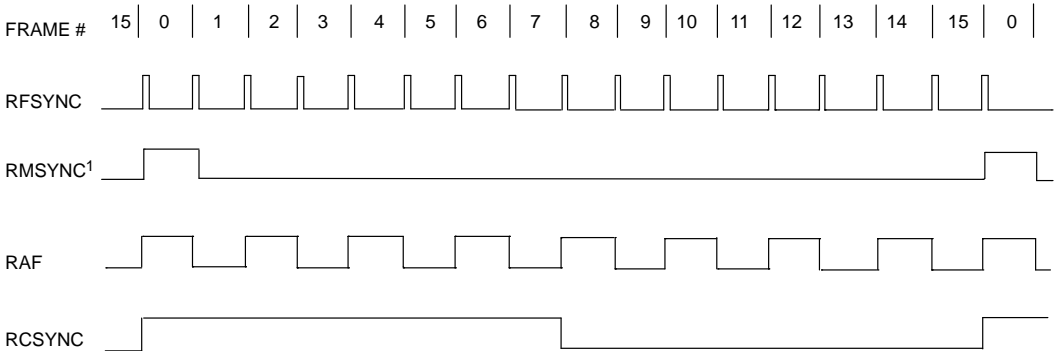 FRAME # 15 0 1 2 3 4 5 6 7 8 9 10 11 12 13 14 15 0
RFSYNC
RMSYNC1
RAF
RCSYNC